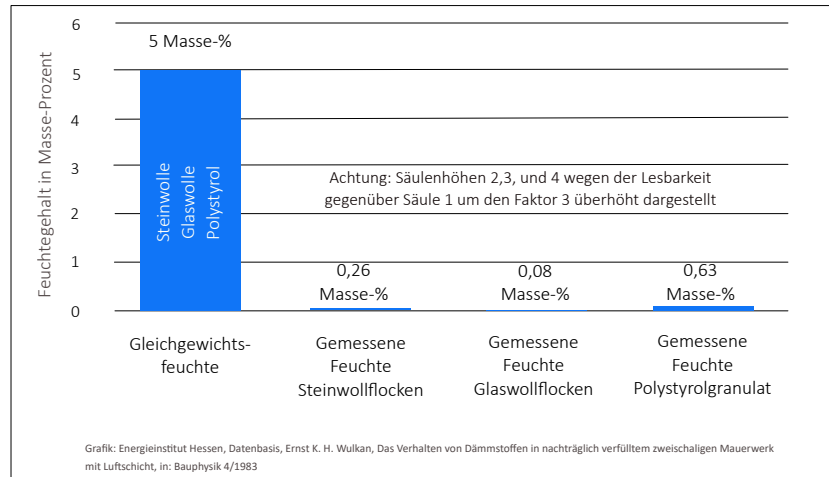 Feuchtegehalt in Masse-Prozent
6
5
4
3
2
1
0
5 Masse-%
Steinwolle
Glaswolle
Polystyrol
Achtung: Säulenhöhen 2,3, und 4 wegen der Lesbarkeit
gegenüber Säule 1 um den Faktor 3 überhöht dargestellt
0,26
Masse-%
0,08
Masse-%
0,63
Masse-%
Gleichgewichts-
feuchte
Gemessene
Feuchte
Steinwollflocken
Gemessene
Feuchte
Glaswollflocken
Gemessene
Feuchte
Polystyrolgranulat
Grafik: Energieinstitut Hessen, Datenbasis, Ernst K. H. Wulkan, Das Verhalten von Dämmstoffen in nachträglich verfülltem zweischaligen Mauerwerk
mit Luftschicht, in: Bauphysik 4/1983